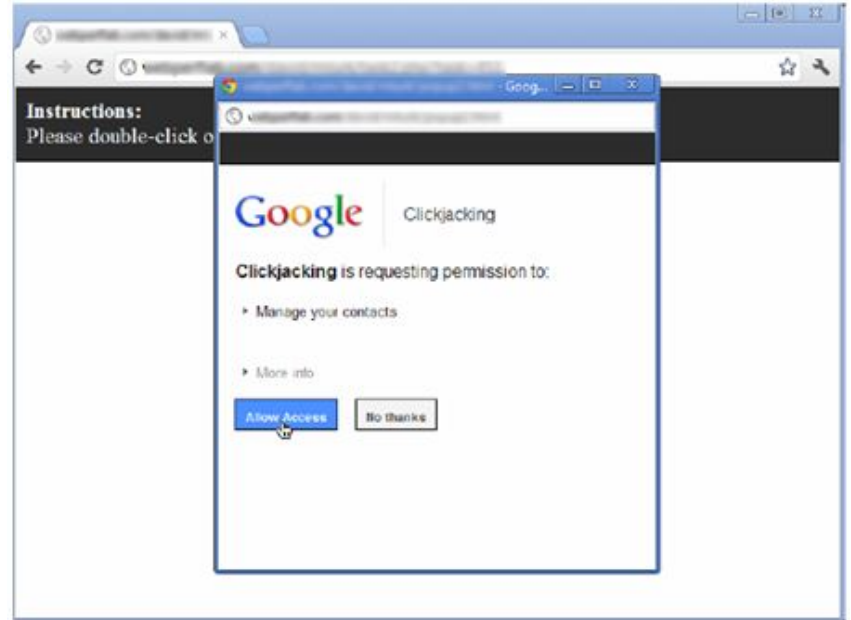 - Goog...
Instructions:
Please double-click o
Google
Clickjacking
Clickjacking is requesting permission to:
Manage your contacts
More info
Allow Access
No thanks